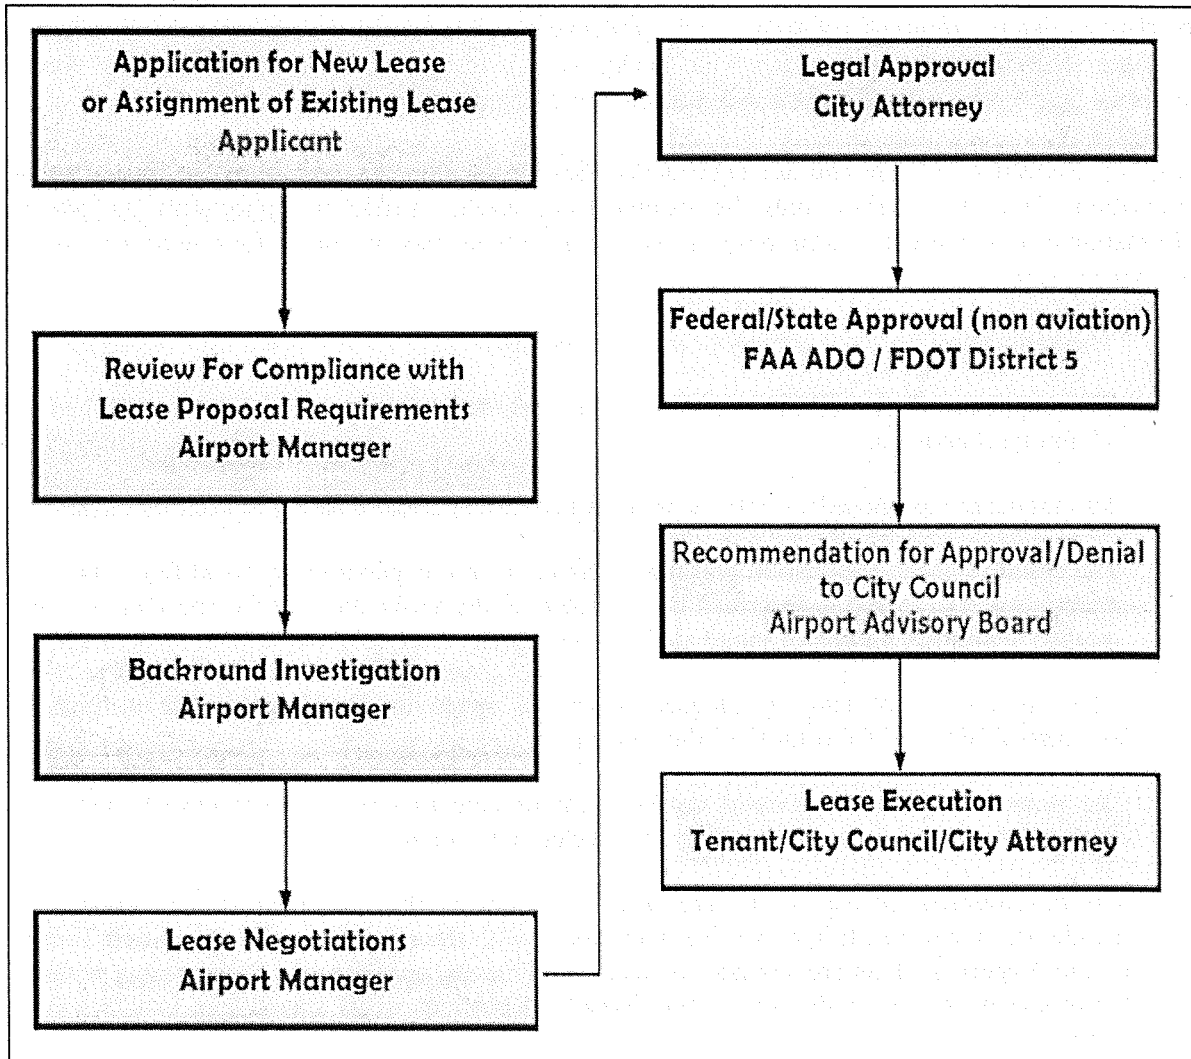 Application for New Lease
or Assignment of Existing Lease
Applicant
Review For Compliance with
Lease Proposal Requirements
Airport Manager
Backround Investigation
Airport Manager
Lease Negotiations
Airport Manager
Legal Approval
City Attorney
Federal/State Approval (non aviation)
FAA ADO / FDOT District 5
Recommendation for Approval/Denial
to City Council
Airport Advisory Board
Lease Execution
Tenant/City Council/City Attorney